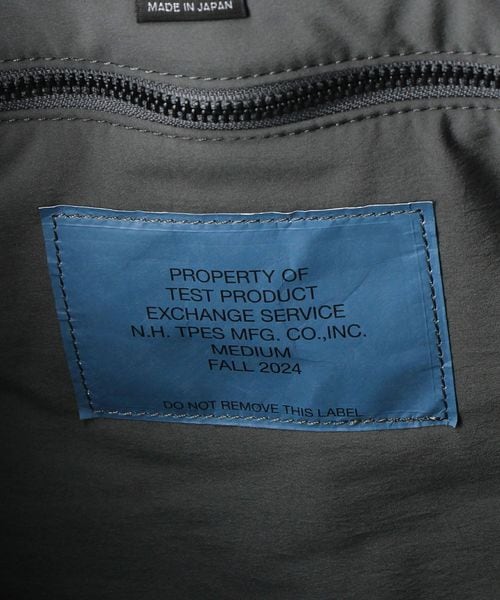 MADE IN JAPAN
PROPERTY OF
TEST PRODUCT
EXCHANGE SERVICE
N.H. TPES MFG. CO.,INC.
MEDIUM
FALL 2024
DO NOT REMOVE THIS LABEL